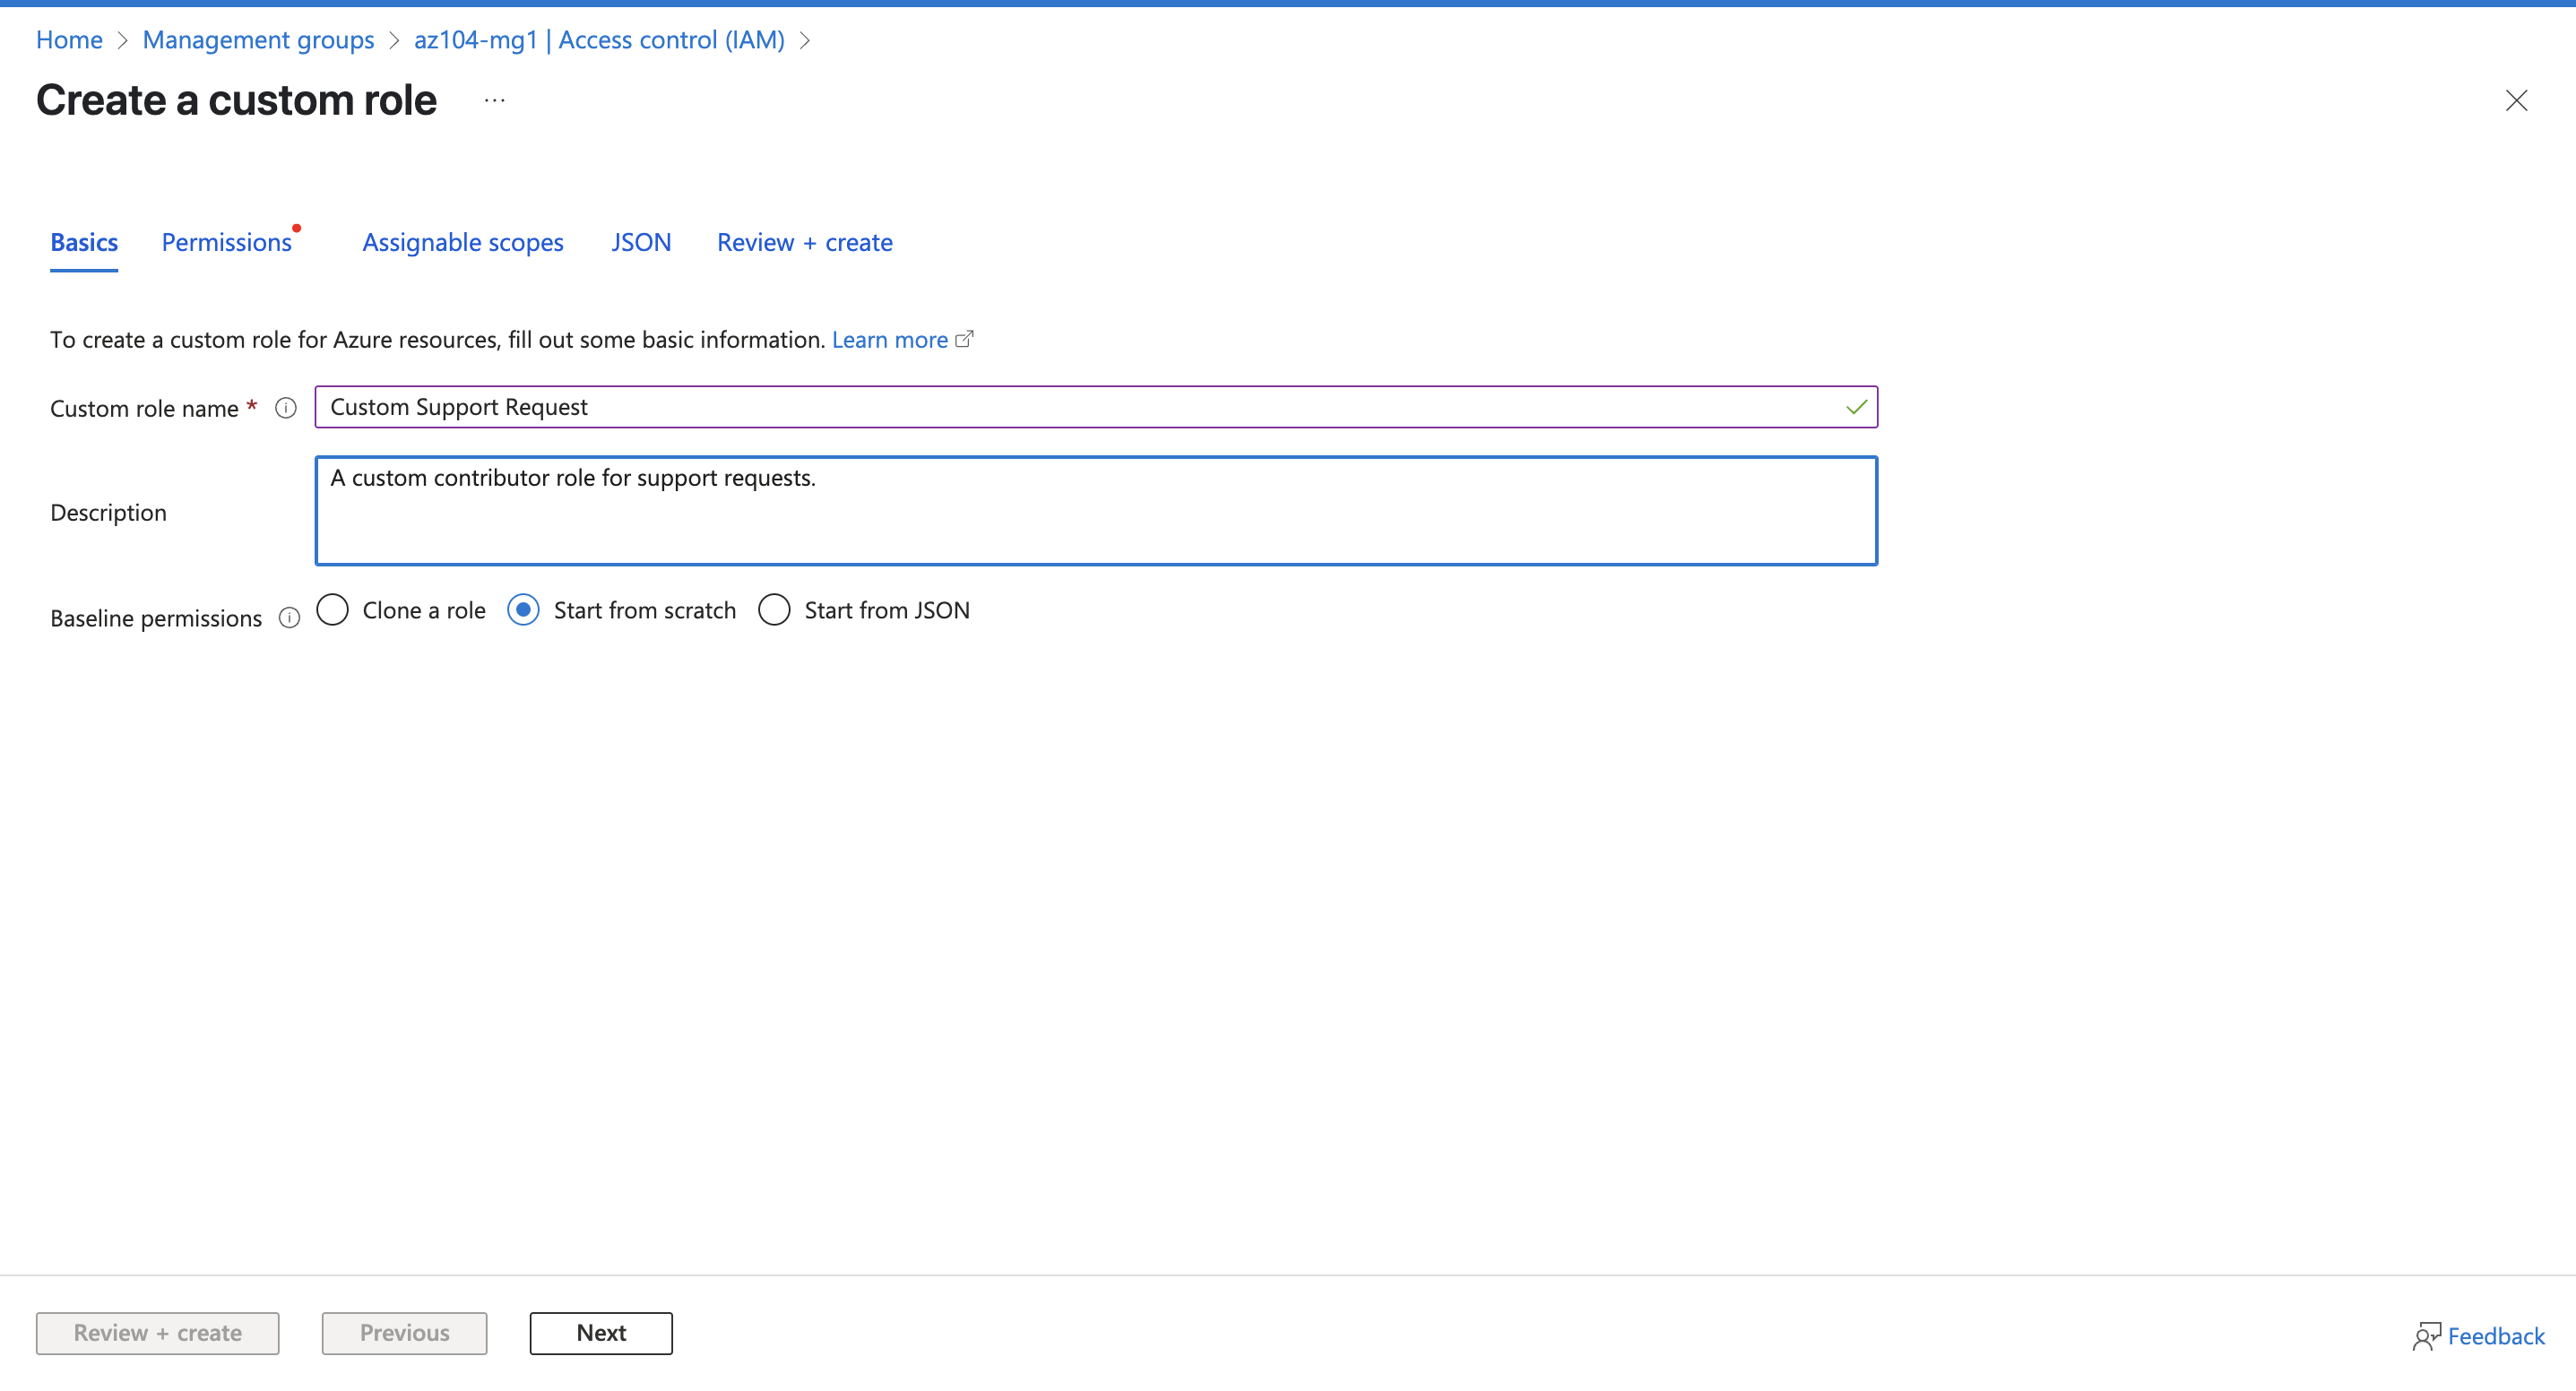 Home > Management groups > az104-mg1 | Access control (IAM) >
Create a custom role ...
Basics Permissions Assignable scopes JSON Review + create
To create a custom role for Azure resources, fill out some basic information. Learn more
Custom role name * Custom Support Request
A custom contributor role for support requests.
Description
Baseline permissions Clone a role Start from scratch Start from JSON
Review + create Previous Next Feedback